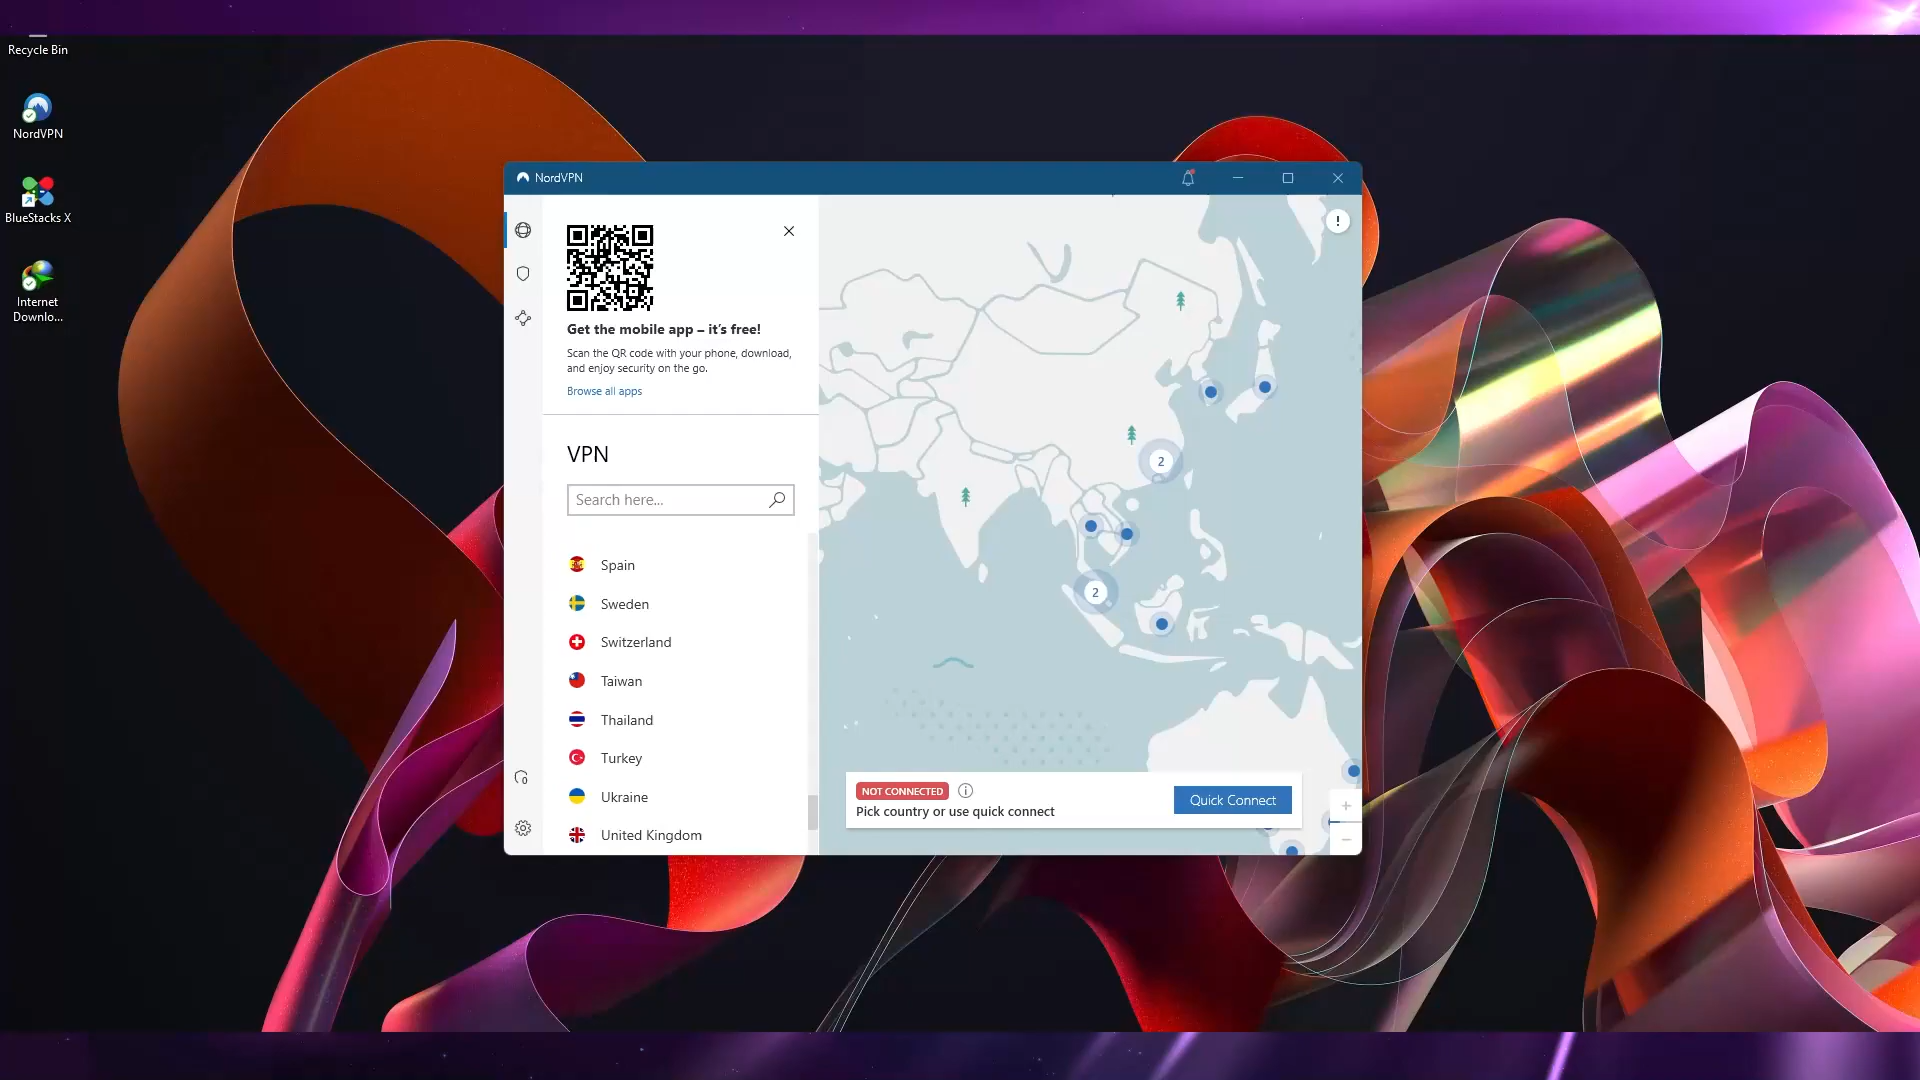 Recycle Bin
NordVPN
BlueStacks X
Internet
Downlo...
NordVPN
Get the mobile app – it’s free!
Scan the QR code with your phone, download,
and enjoy security on the go.
Browse all apps
VPN
Search here...
Spain
Sweden
Switzerland
Taiwan
Thailand
Turkey
Ukraine
United Kingdom
2
2
NOT CONNECTED
Pick country or use quick connect
Quick Connect